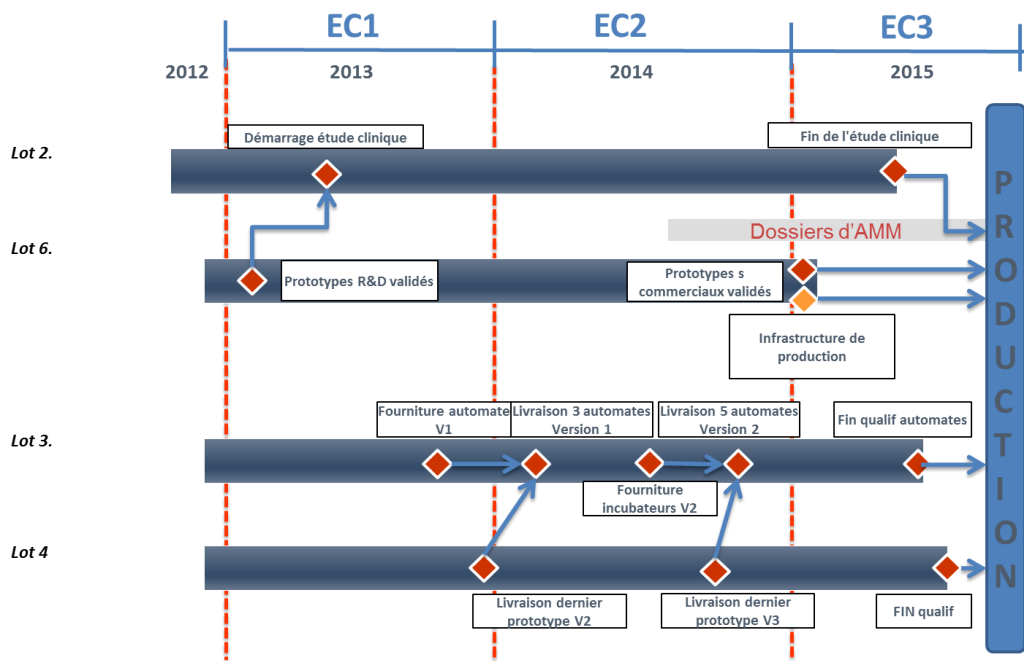 EC1
EC2
EC3
2012
2013
2014
2015
Démarrage étude clinique
Fin de l'étude clinique
Lot 2.
Dossiers d'AMM
Lot 6.
Prototypes R&D validés
Prototypes s
commerciaux validés
Infrastructure de
production
Fourniture automate
V1
Livraison 3 automates
Version 1
Livraison 5 automates
Version 2
Fin qualif automates
Lot 3.
Fourniture
incubateurs V2
Lot 4
Livraison dernier
prototype V2
Livraison dernier
prototype V3
FIN qualif
PRODUCTION